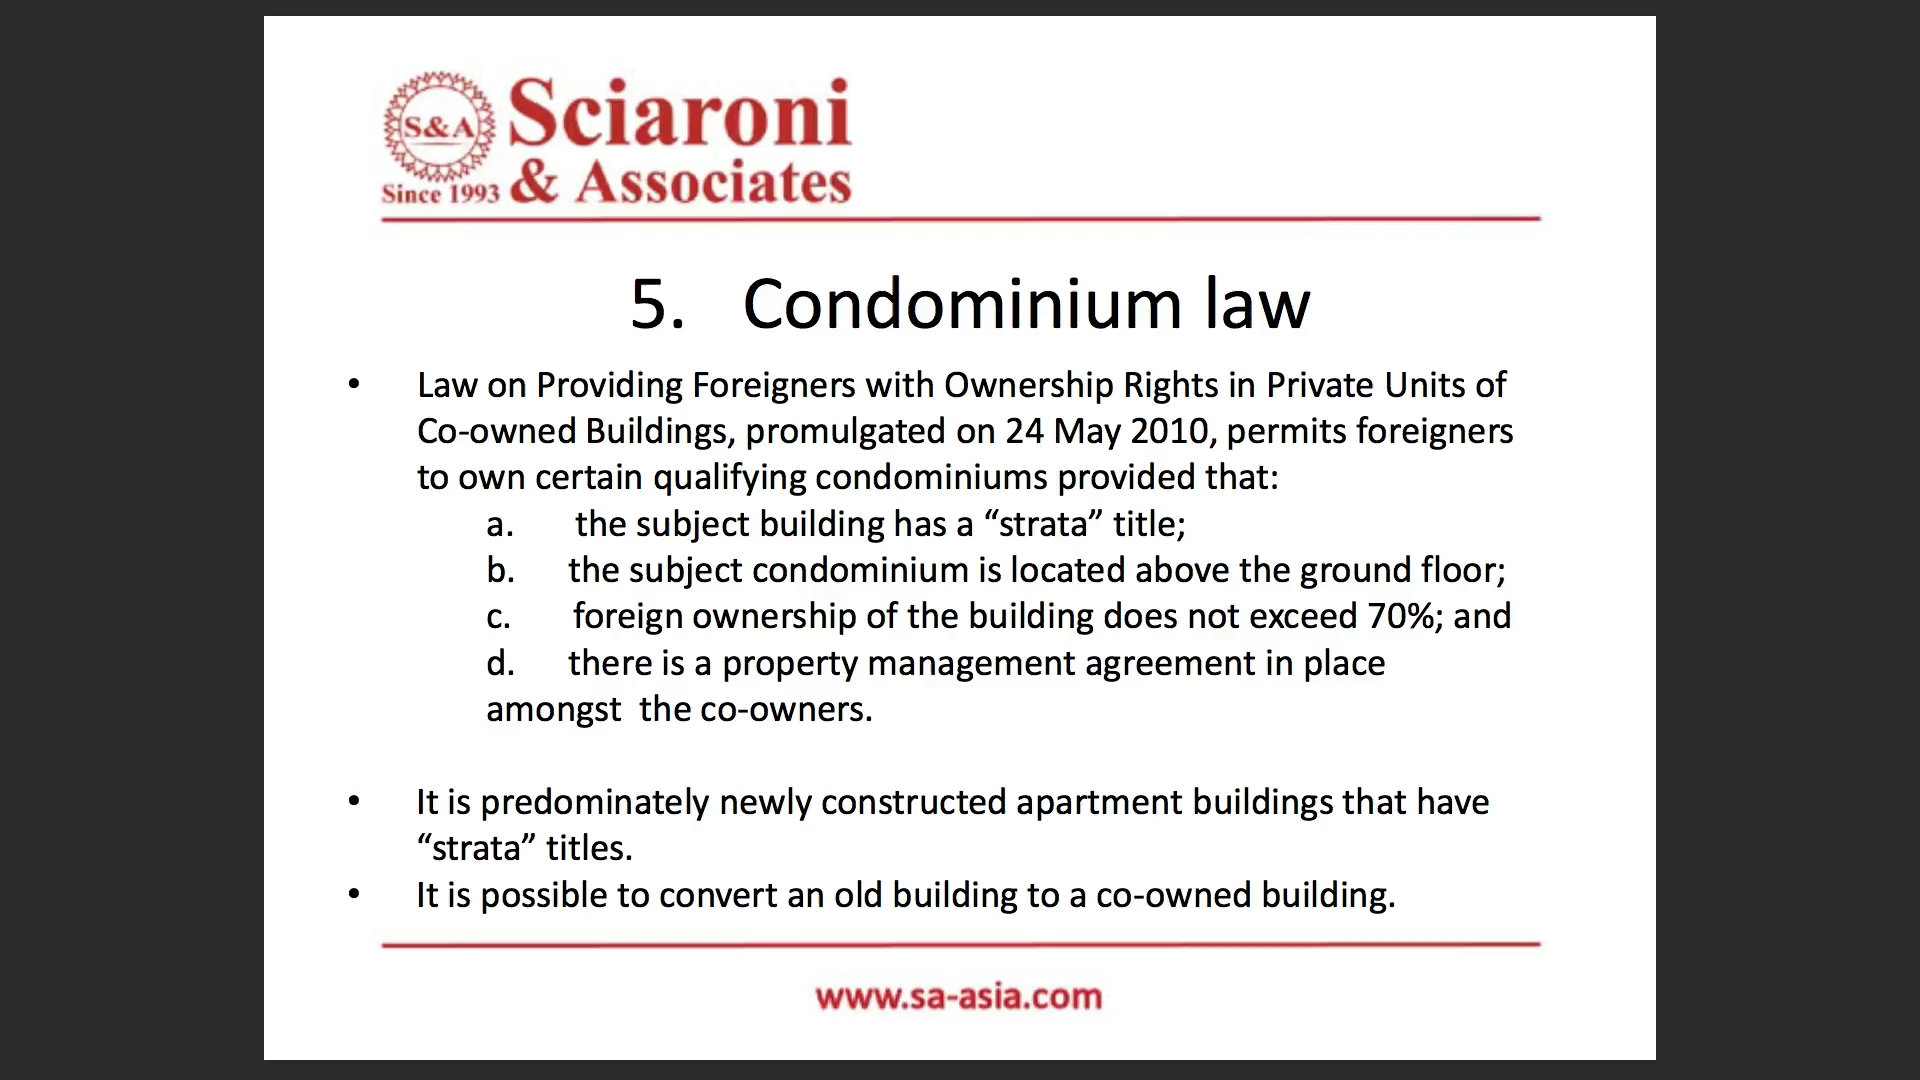 S&A
Sciaroni
& Associates
Since 1993
5. Condominium law
• Law on Providing Foreigners with Ownership Rights in Private Units of
Co-owned Buildings, promulgated on 24 May 2010, permits foreigners
to own certain qualifying condominiums provided that:
a. the subject building has a “strata” title;
b. the subject condominium is located above the ground floor;
c. foreign ownership of the building does not exceed 70%; and
d. there is a property management agreement in place
amongst the co-owners.
• It is predominately newly constructed apartment buildings that have
“strata” titles.
• It is possible to convert an old building to a co-owned building.
www.sa-asia.com